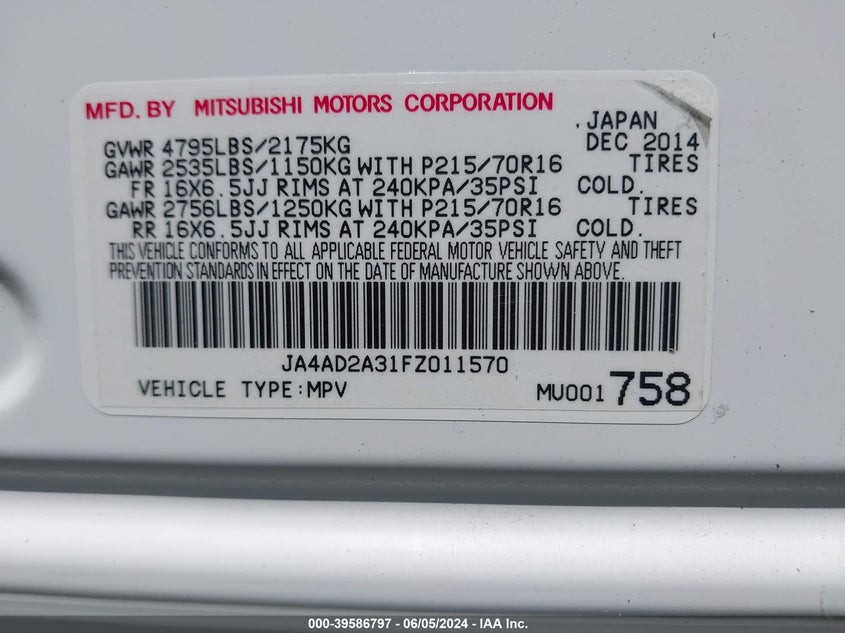 MFD. BY MITSUBISHI MOTORS CORPORATION
.JAPAN
GVWR 4795LBS/2175KG DEC 2014
GAWR 2535LBS/1150KG WITH P215/70R16 TIRES
FR 16X6.5JJ RIMS AT 240KPA/35PSI COLD.
GAWR 2756LBS/1250KG WITH P215/70R16 TIRES
RR 16X6.5JJ RIMS AT 240KPA/35PSI COLD.
THIS VEHICLE CONFORMS TO ALL APPLICABLE FEDERAL MOTOR VEHICLE SAFETY AND THEFT
PREVENTION STANDARDS IN EFFECT ON THE DATE OF MANUFACTURE SHOWN ABOVE.
JA4AD2A31FZ011570
VEHICLE TYPE:MPV MU001 758
000-39586797 - 06/05/2024 - IAA Inc.